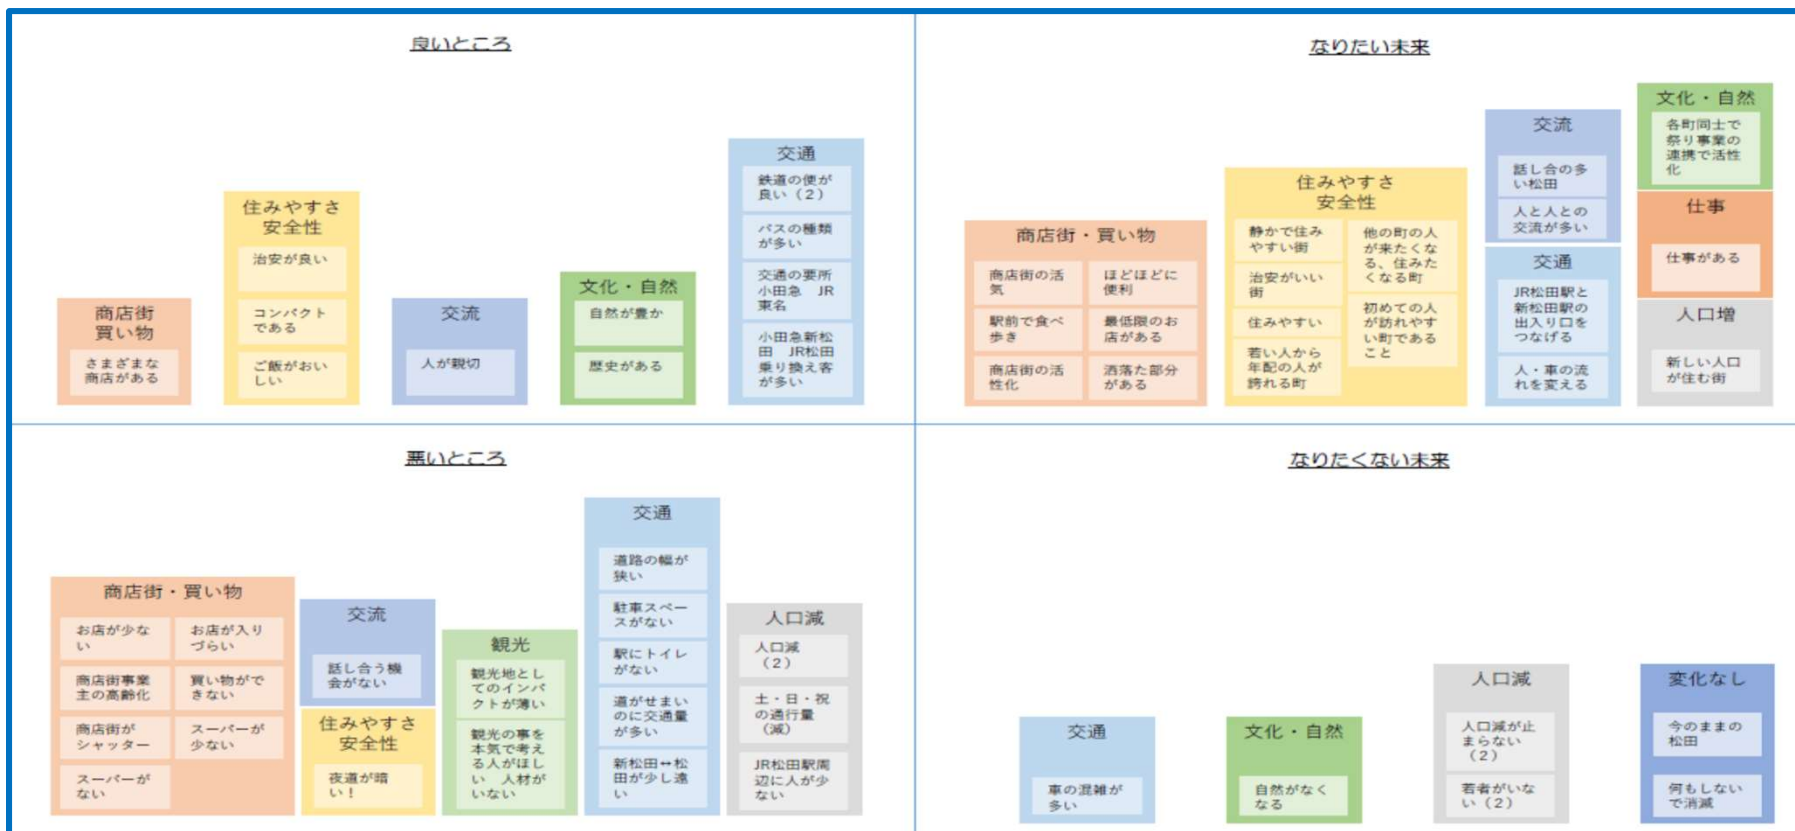 良いところ
商店街
買い物
さまざまな
商店がある
住みやすさ
安全性
治安が良い
コンパクト
である
ご飯がおい
しい
交流
人が親切
文化・自然
自然が豊か
歴史がある
交通
鉄道の便が
良い（2）
バスの種類
が多い
交通の要所
小田急　JR
東名
小田急新松
田　JR松田
乗り換え客
が多い
なりたい未来
商店街・買い物
商店街の活
気
駅前で食べ
歩き
商店街の活
性化
ほどほどに
便利
最低限のお
店がある
洒落た部分
がある
住みやすさ
安全性
静かで住み
やすい街
治安がいい
街
住みやすい
若い人から
年配の人が
誇れる町
他の町の人
が来たくな
る、住みた
くなる町
初めての人
が訪れやす
い町である
こと
交流
話し合の多
い松田
人と人との
交流が多い
交通
JR松田駅と
新松田駅の
出入り口を
つなげる
人・車の流
れを変える
文化・自然
各町同士で
祭り事業の
連携で活性
化
仕事
仕事がある
人口増
新しい人口
が住む街
悪いところ
商店街・買い物
お店が少な
い
商店街事業
主の高齢化
商店街が
シャッター
スーパーが
ない
お店が入り
づらい
買い物がで
きない
スーパーが
少ない
交流
話し合う機
会がない
住みやすさ
安全性
夜道が暗
い！
観光
観光地とし
てのインパ
クトが薄い
観光の事を
本気で考え
る人がほし
い　人材が
いない
交通
道路の幅が
狭い
駐車スペー
スがない
駅にトイレ
がない
道がせまい
のに交通量
が多い
新松田↔松
田が少し遠
い
人口減
人口減
（2）
土・日・祝
の通行量
（減）
JR松田駅周
辺に人が少
ない
なりたくない未来
交通
車の混雑が
多い
文化・自然
自然がなく
なる
人口減
人口減が止
まらない
（2）
若者がいな
い（2）
変化なし
今のままの
松田
何もしない
で消滅